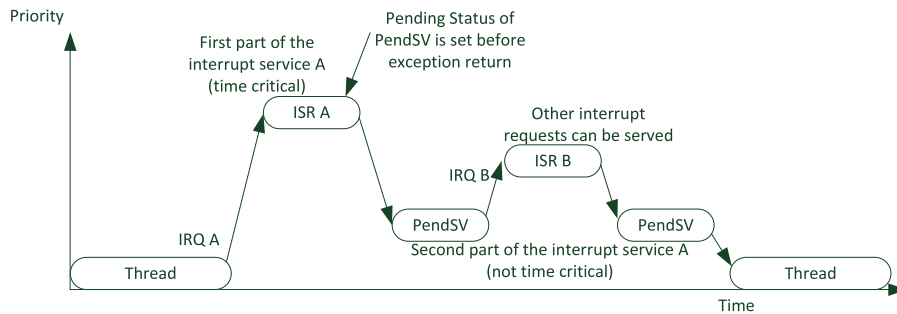 Priority
First part of the
interrupt service A
(time critical)
Pending Status of
PendSV is set before
exception return
ISR A
Other interrupt
requests can be served
ISR B
IRQ B
IRQ A
PendSV
PendSV
Second part of the interrupt service A
(not time critical)
Thread
Thread
Time